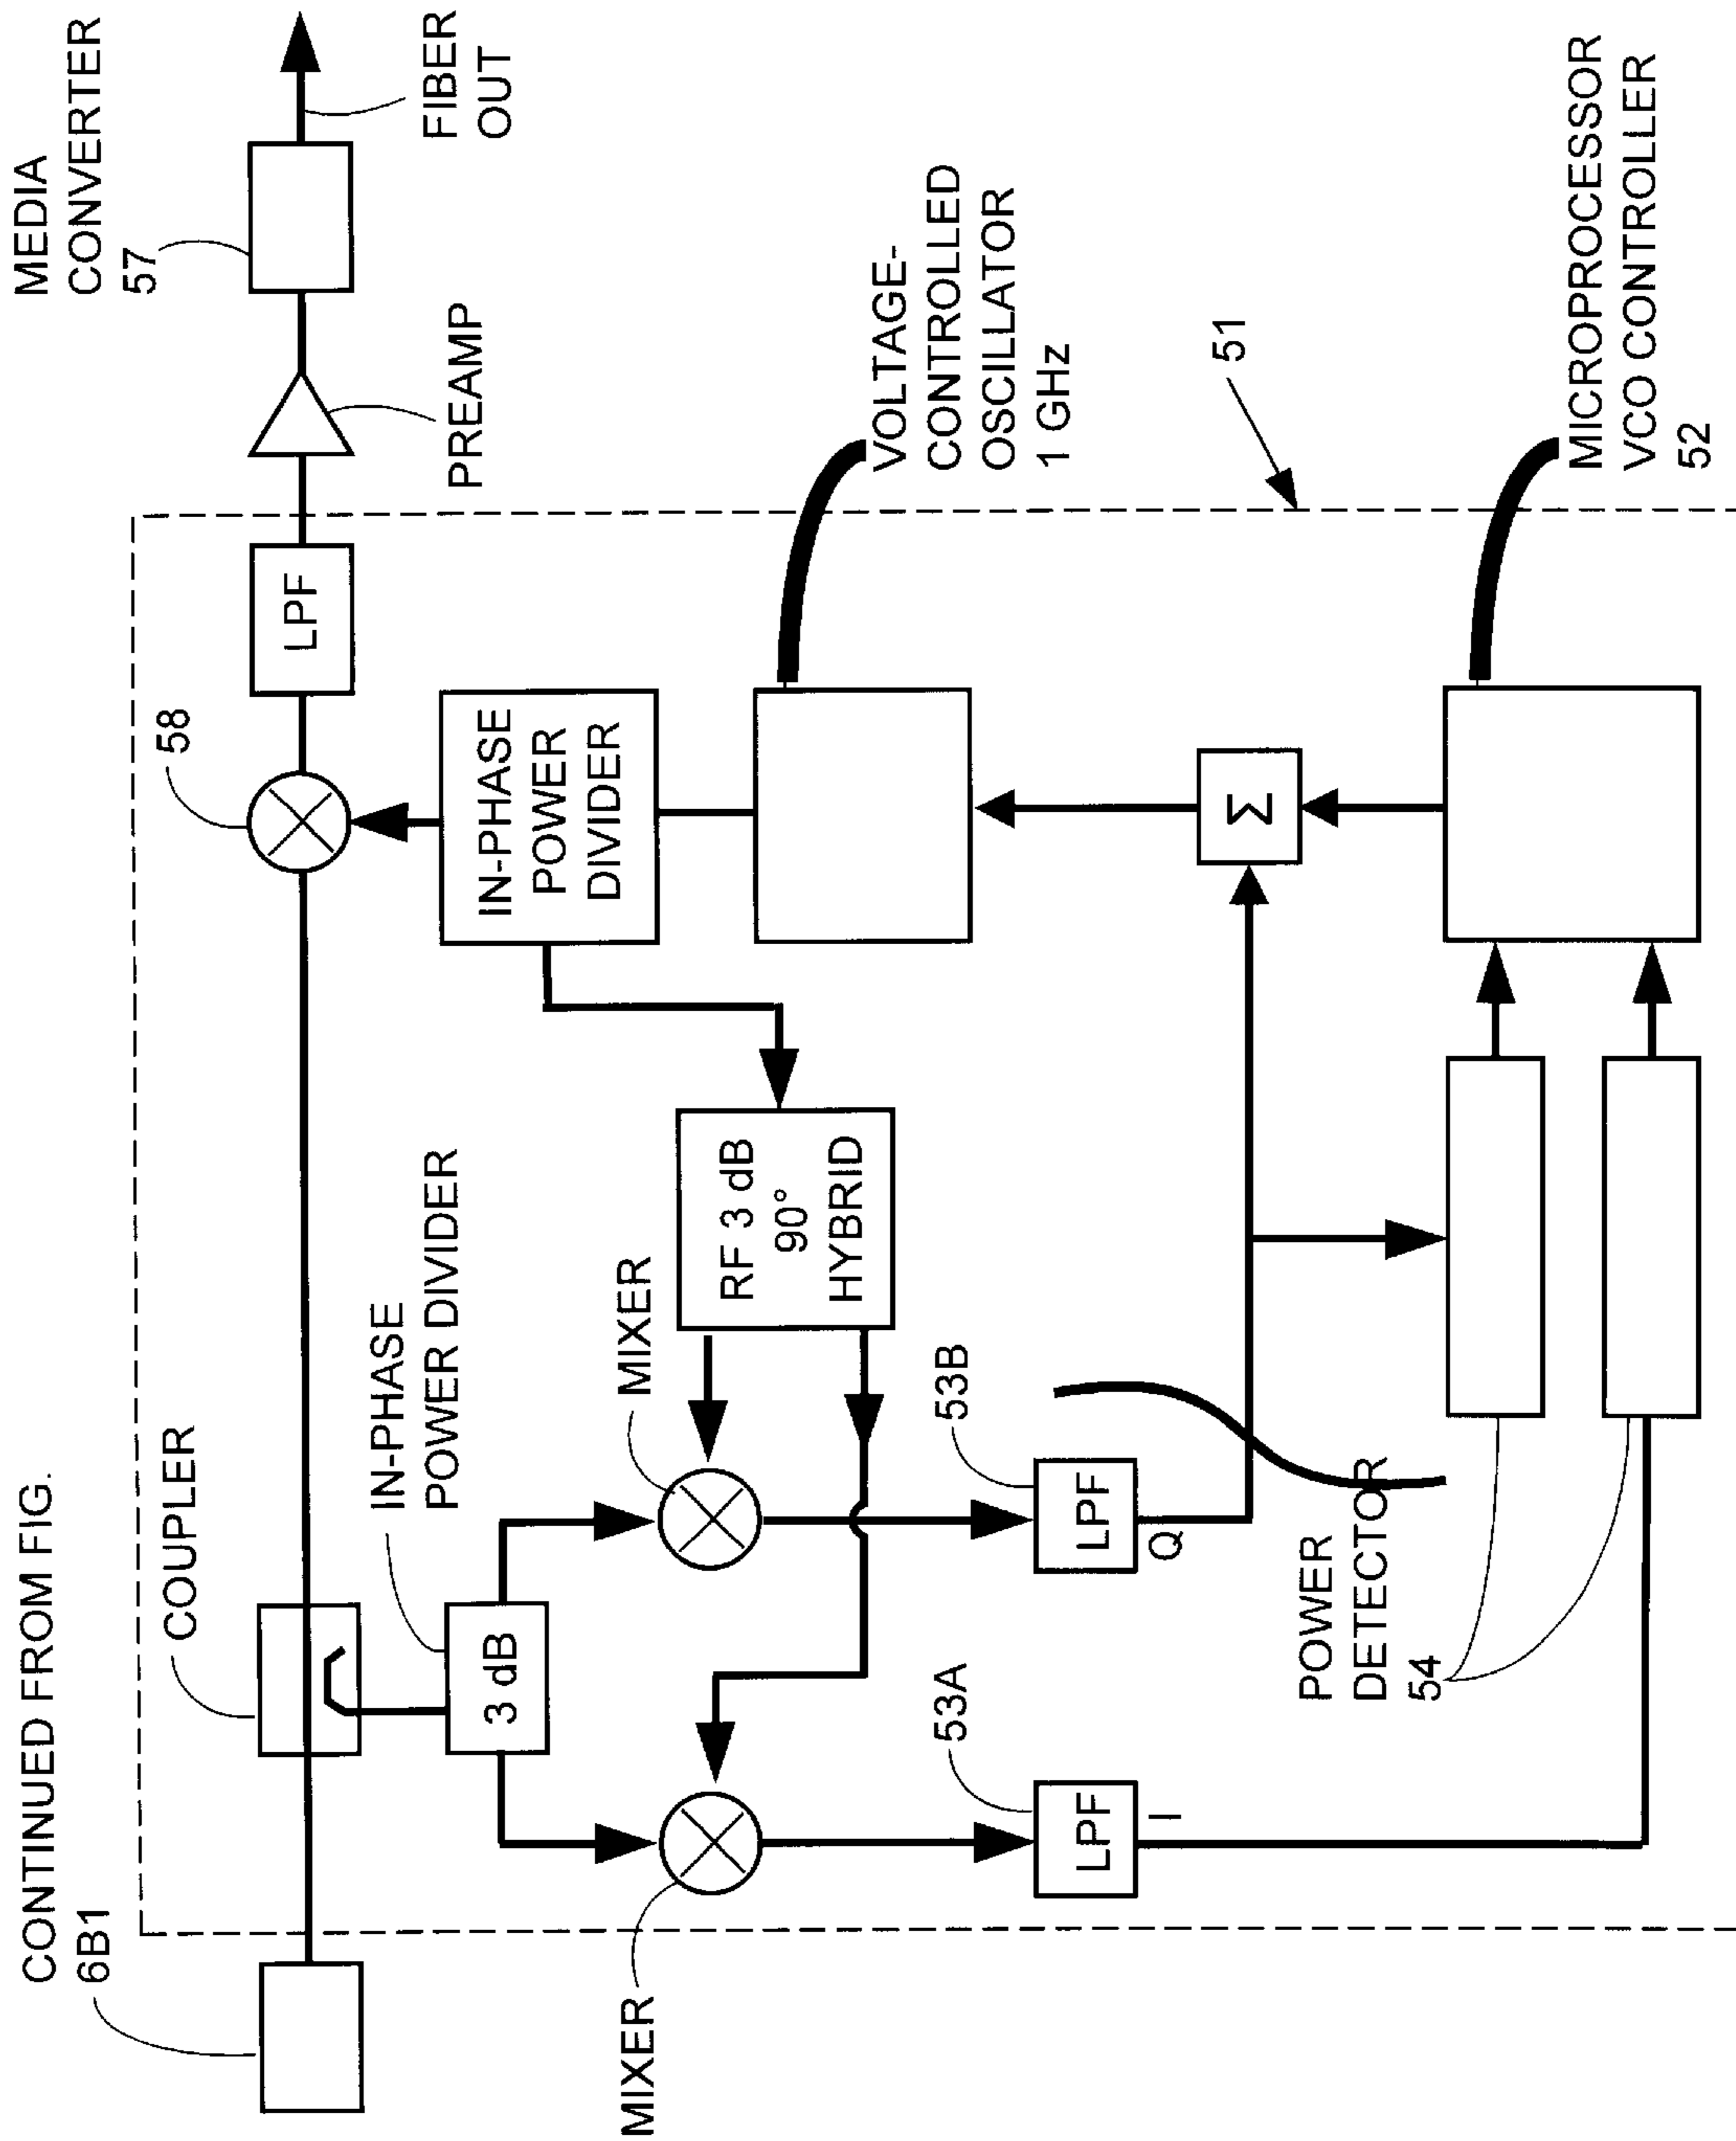 CONTINUED FROM FIG.
6B1
COUPLER
IN-PHASE
POWER DIVIDER
3 dB
MIXER
MIXER
RF 3 dB
90°
HYBRID
58
LPF
PREAMP
MEDIA
CONVERTER
57
FIBER
OUT
IN-PHASE
POWER
DIVIDER
VOLTAGE-
CONTROLLED
OSCILLATOR
1 GHz
51
53A
LPF
I
53B
LPF
Q
Σ
POWER
DETECTOR
54
MICROPROCESSOR
VCO CONTROLLER
52